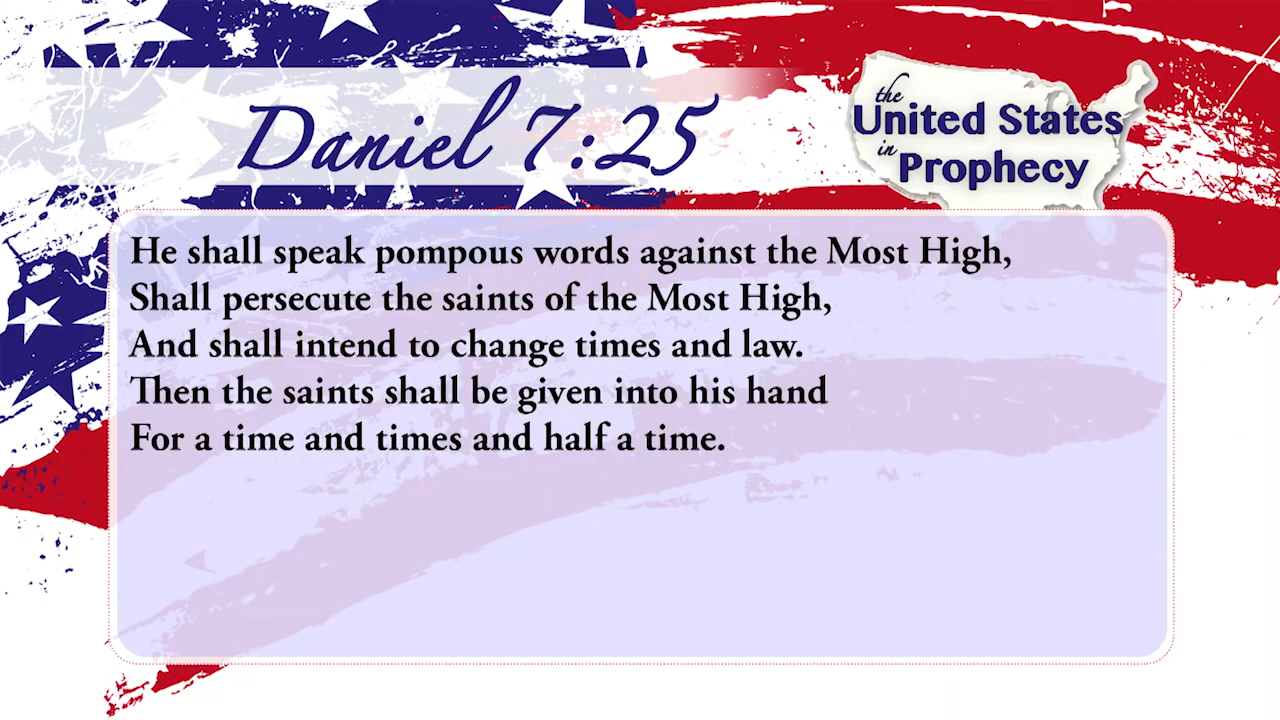 Daniel 7:25
the
United States
in
Prophecy
He shall speak pompous words against the Most High,
Shall persecute the saints of the Most High,
And shall intend to change times and law.
Then the saints shall be given into his hand
For a time and times and half a time.